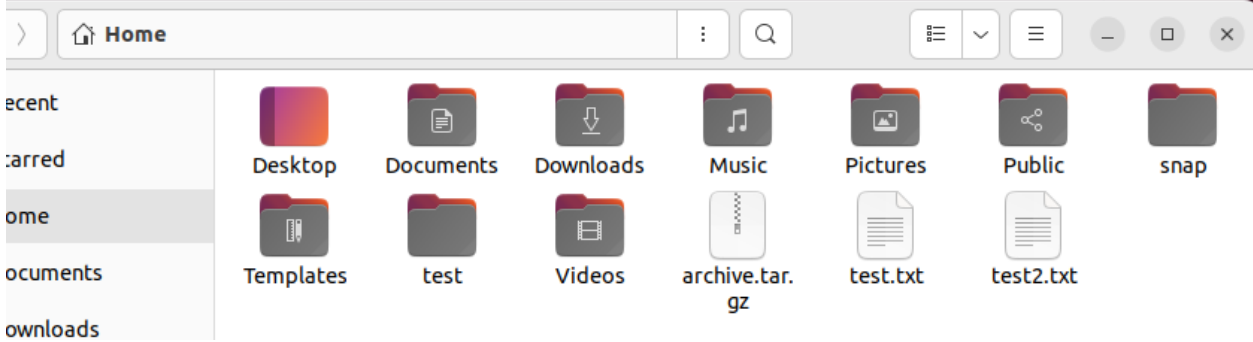 Home
ecent
Desktop
Documents
Downloads
Music
Pictures
Public
snap
arred
ome
Templates
test
Videos
archive.tar.
gz
test.txt
test2.txt
ocuments
ownloads